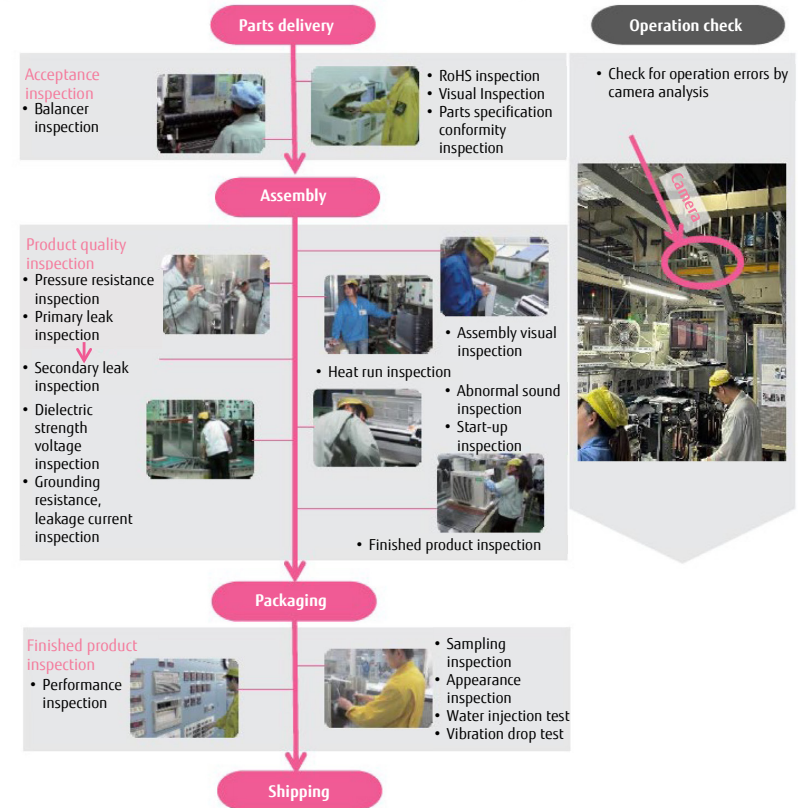 Parts delivery
Operation check
Acceptance
inspection
• Balancer
inspection
• RoHS inspection
• Visual Inspection
• Parts specification
conformity
inspection
• Check for operation errors by
camera analysis
Camera
Assembly
Product quality
inspection
• Pressure resistance
inspection
• Primary leak
inspection
• Secondary leak
inspection
• Dielectric
strength
voltage
inspection
• Grounding
resistance,
leakage current
inspection
• Assembly visual
inspection
• Heat run inspection
• Abnormal sound
inspection
• Start-up
inspection
• Finished product inspection
Packaging
Finished product
inspection
• Performance
inspection
• Sampling
inspection
• Appearance
inspection
• Water injection test
• Vibration drop test
Shipping